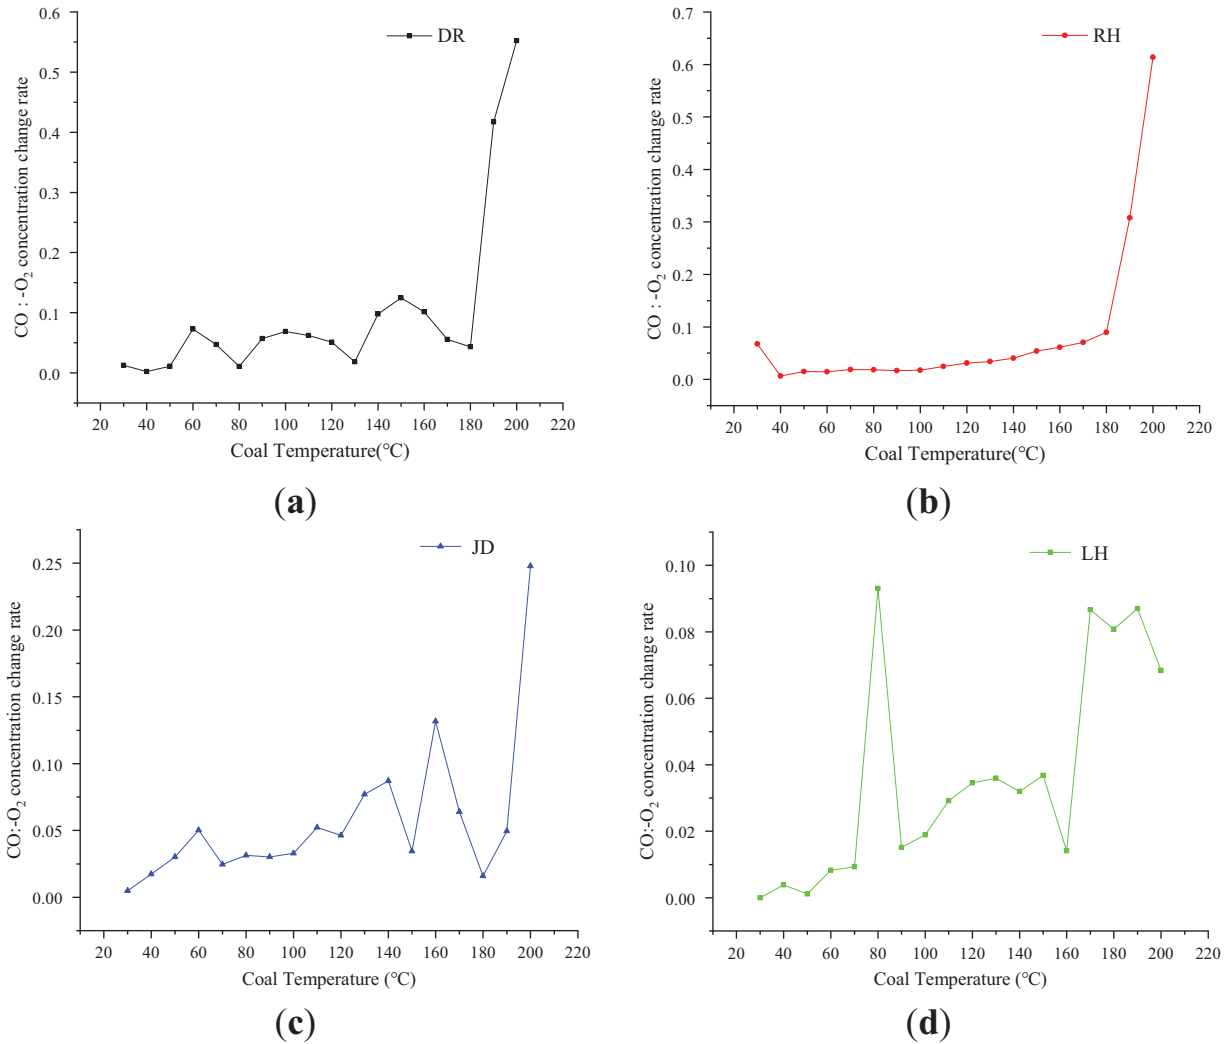 DR
0.6
0.5
0.4
0.3
0.2
0.1
0.0
CO : -O₂ concentration change rate
20 40 60 80 100 120 140 160 180 200 220
Coal Temperature(℃)
(a)
RH
0.7
0.6
0.5
0.4
0.3
0.2
0.1
0.0
CO : -O₂ concentration change rate
20 40 60 80 100 120 140 160 180 200 220
Coal Temperature(℃)
(b)
JD
0.25
0.20
0.15
0.10
0.05
0.00
CO:-O₂ concentration change rate
20 40 60 80 100 120 140 160 180 200 220
Coal Temperature (℃)
(c)
LH
0.10
0.08
0.06
0.04
0.02
0.00
CO:-O₂ concentration change rate
20 40 60 80 100 120 140 160 180 200 220
Coal Temperature (℃)
(d)